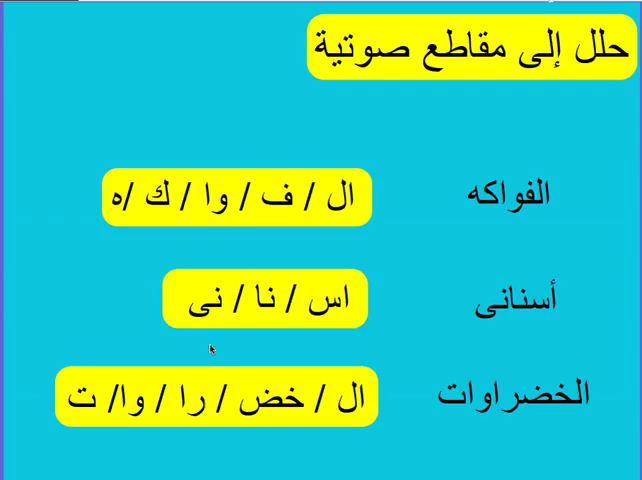 حلل إلى مقاطع صوتية
الفواكه ال / ف / وا / ك /ه
أسنانى اس / نا / نى
الخضراوات ال / خض / را / وا/ ت